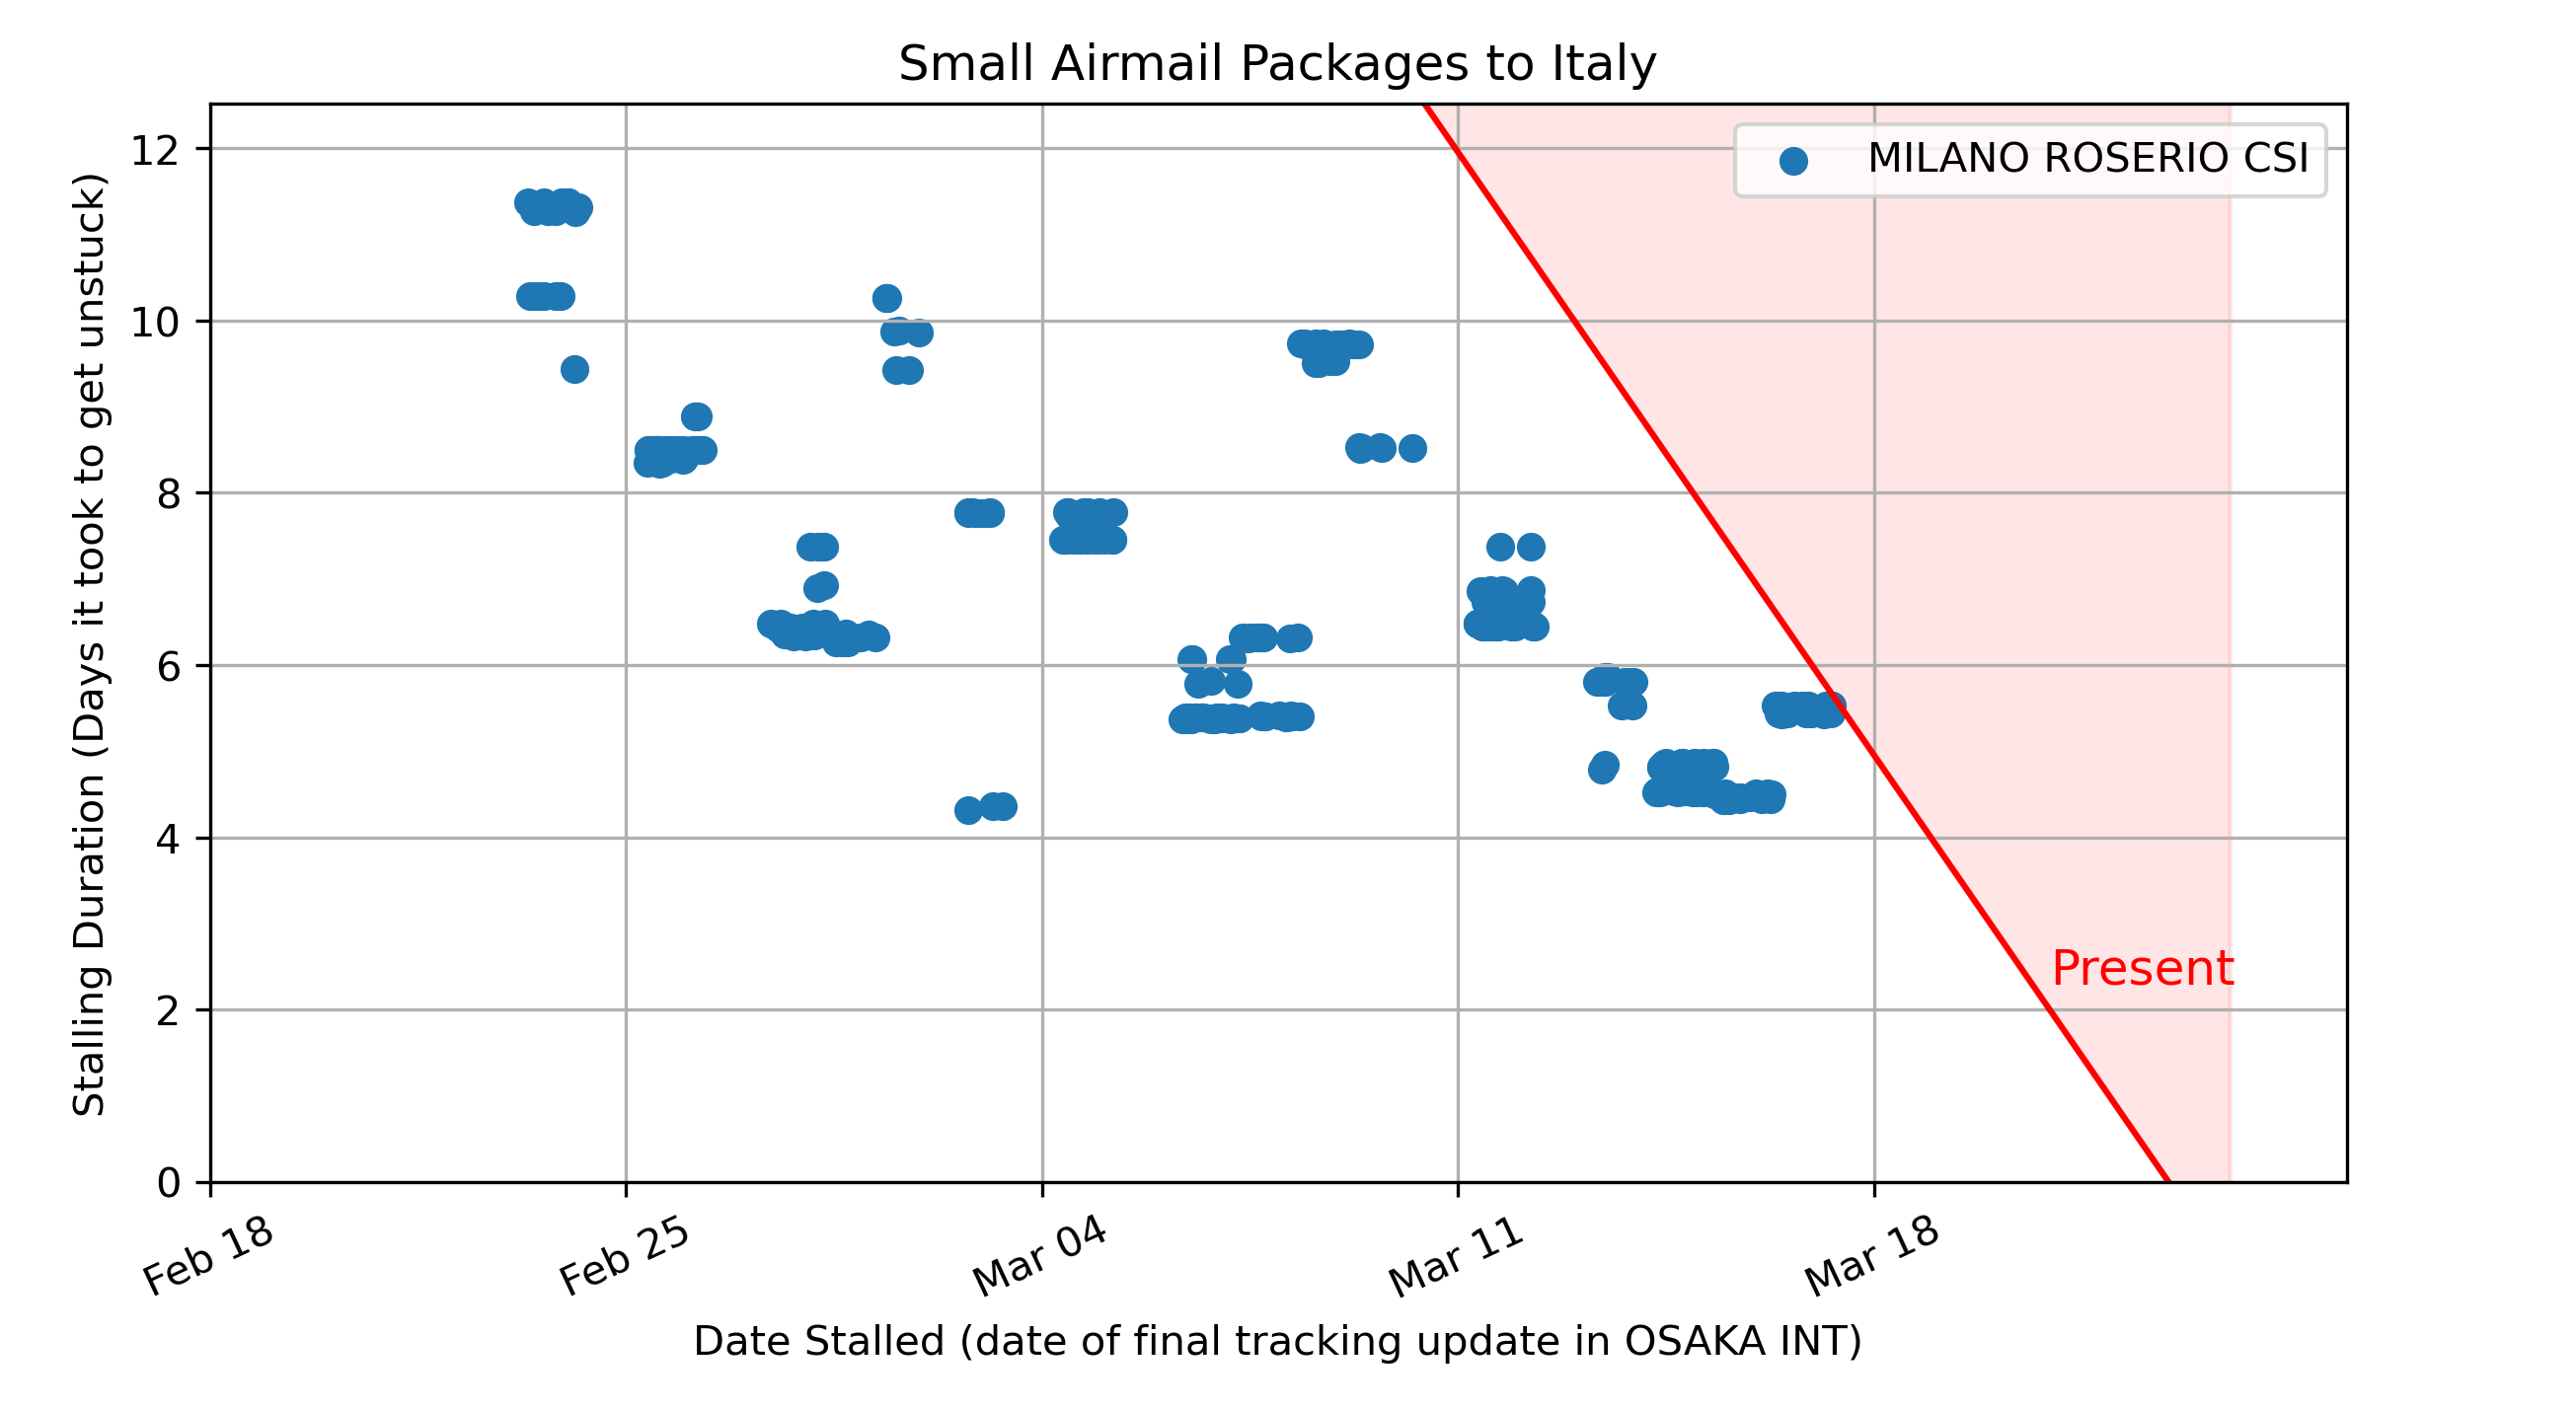 Small Airmail Packages to Italy
MILANO ROSERIO CSI
Stalling Duration (Days it took to get unstuck)
12
10
8
6
4
2
0
Present
Feb 18
Feb 25
Mar 04
Mar 11
Mar 18
Date Stalled (date of final tracking update in OSAKA INT)